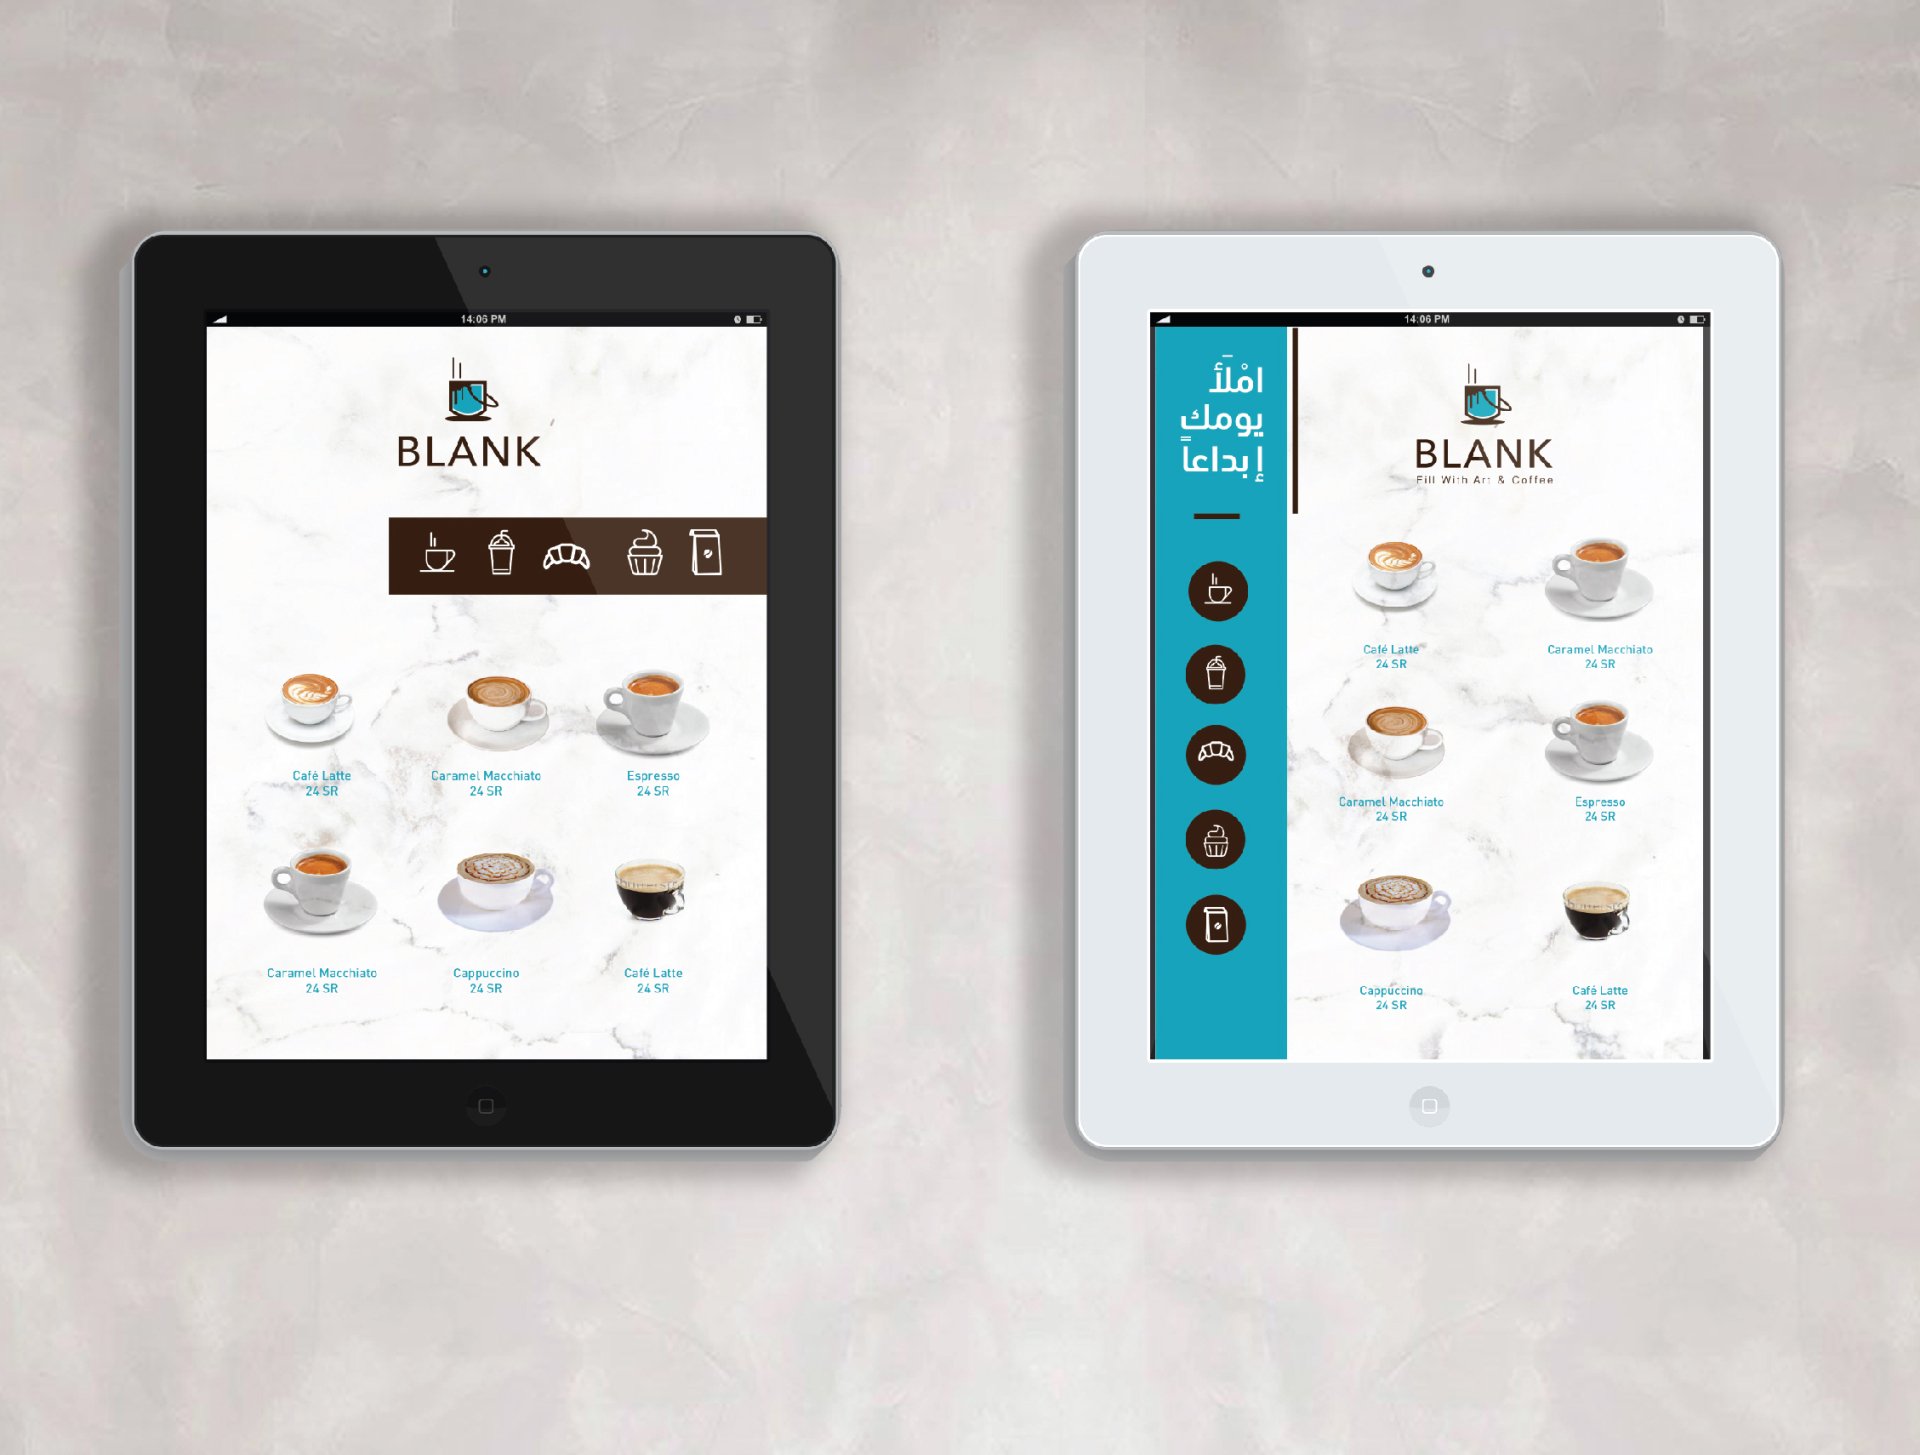 14:06 PM
BLANK
Café Latte
24 SR
Caramel Macchiato
24 SR
Espresso
24 SR
Caramel Macchiato
24 SR
Cappuccino
24 SR
Café Latte
24 SR
14:06 PM
امْلَأَ
يومك
إبداعاً
BLANK
Fill With Art & Coffee
Café Latte
24 SR
Caramel Macchiato
24 SR
Caramel Macchiato
24 SR
Espresso
24 SR
Cappuccino
24 SR
Café Latte
24 SR